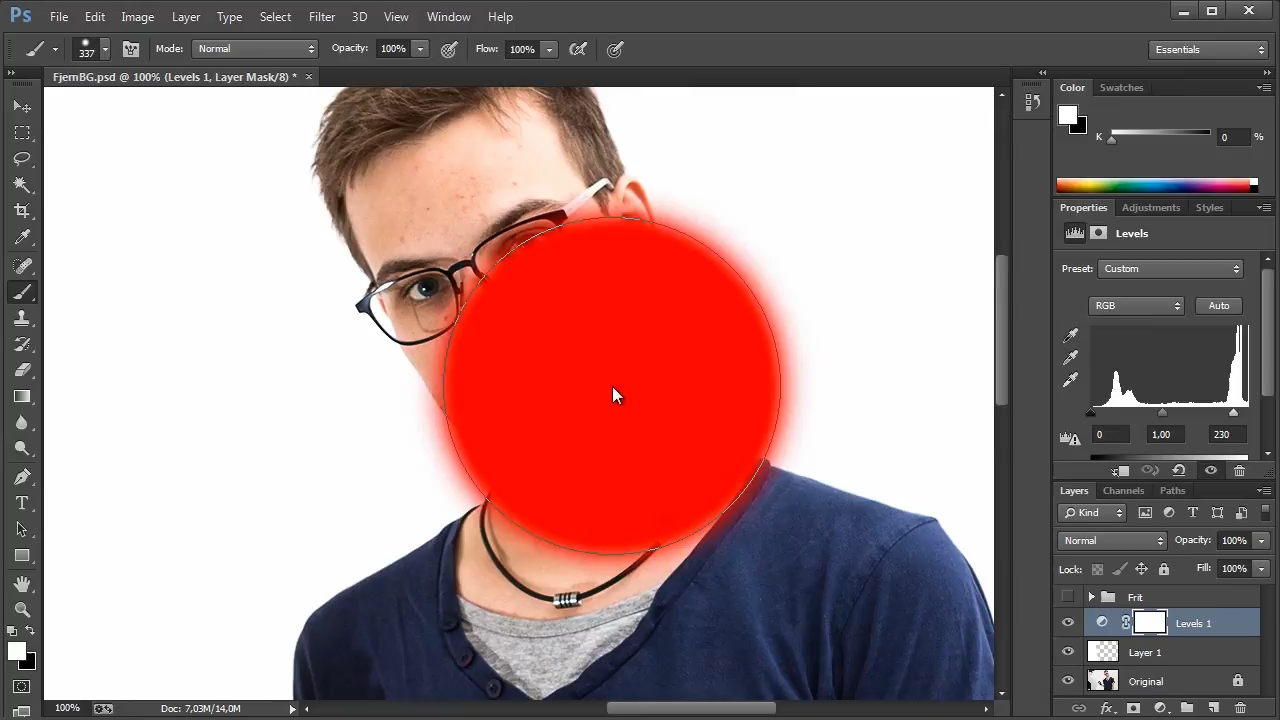 Ps File Edit Image Layer Type Select Filter 3D View Window Help
337 Mode: Normal Opacity: 100% Flow: 100% Essentials
FjernBG.psd @ 100% (Levels 1, Layer Mask/8) * ×
Color Swatches
K 0 %
Properties Adjustments Styles
Levels
Preset: Custom
RGB Auto
0 1,00 230
Layers Channels Paths
Kind
Normal Opacity: 100%
Lock: Fill: 100%
Frit
Levels 1
Layer 1
Original
100% Doc: 7,03M/14,0M